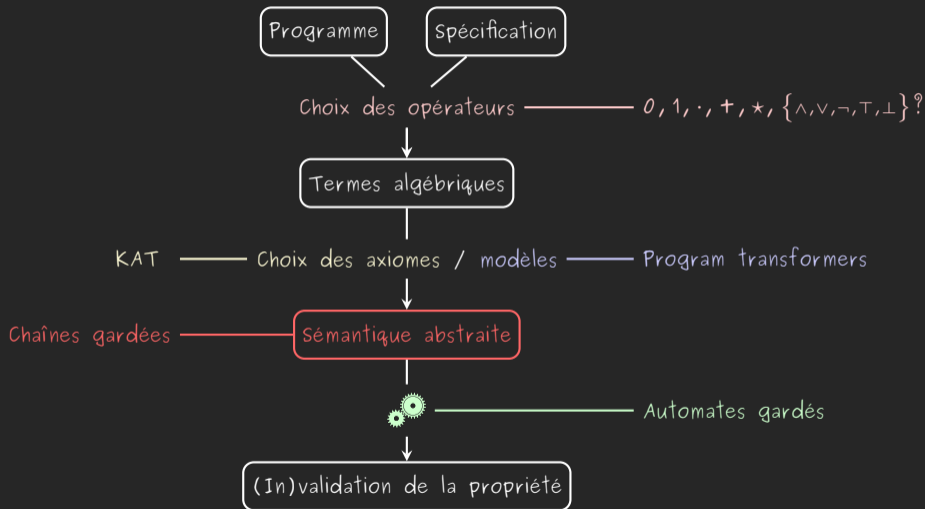 Programme
Spécification
Choix des opérateurs
0, 1, ·, +, ⋆, {∧,∨,¬,⊤,⊥}?
Termes algébriques
KAT
Choix des axiomes / modèles
Program transformers
Chaînes gardées
Sémantique abstraite
Automates gardés
(In)validation de la propriété